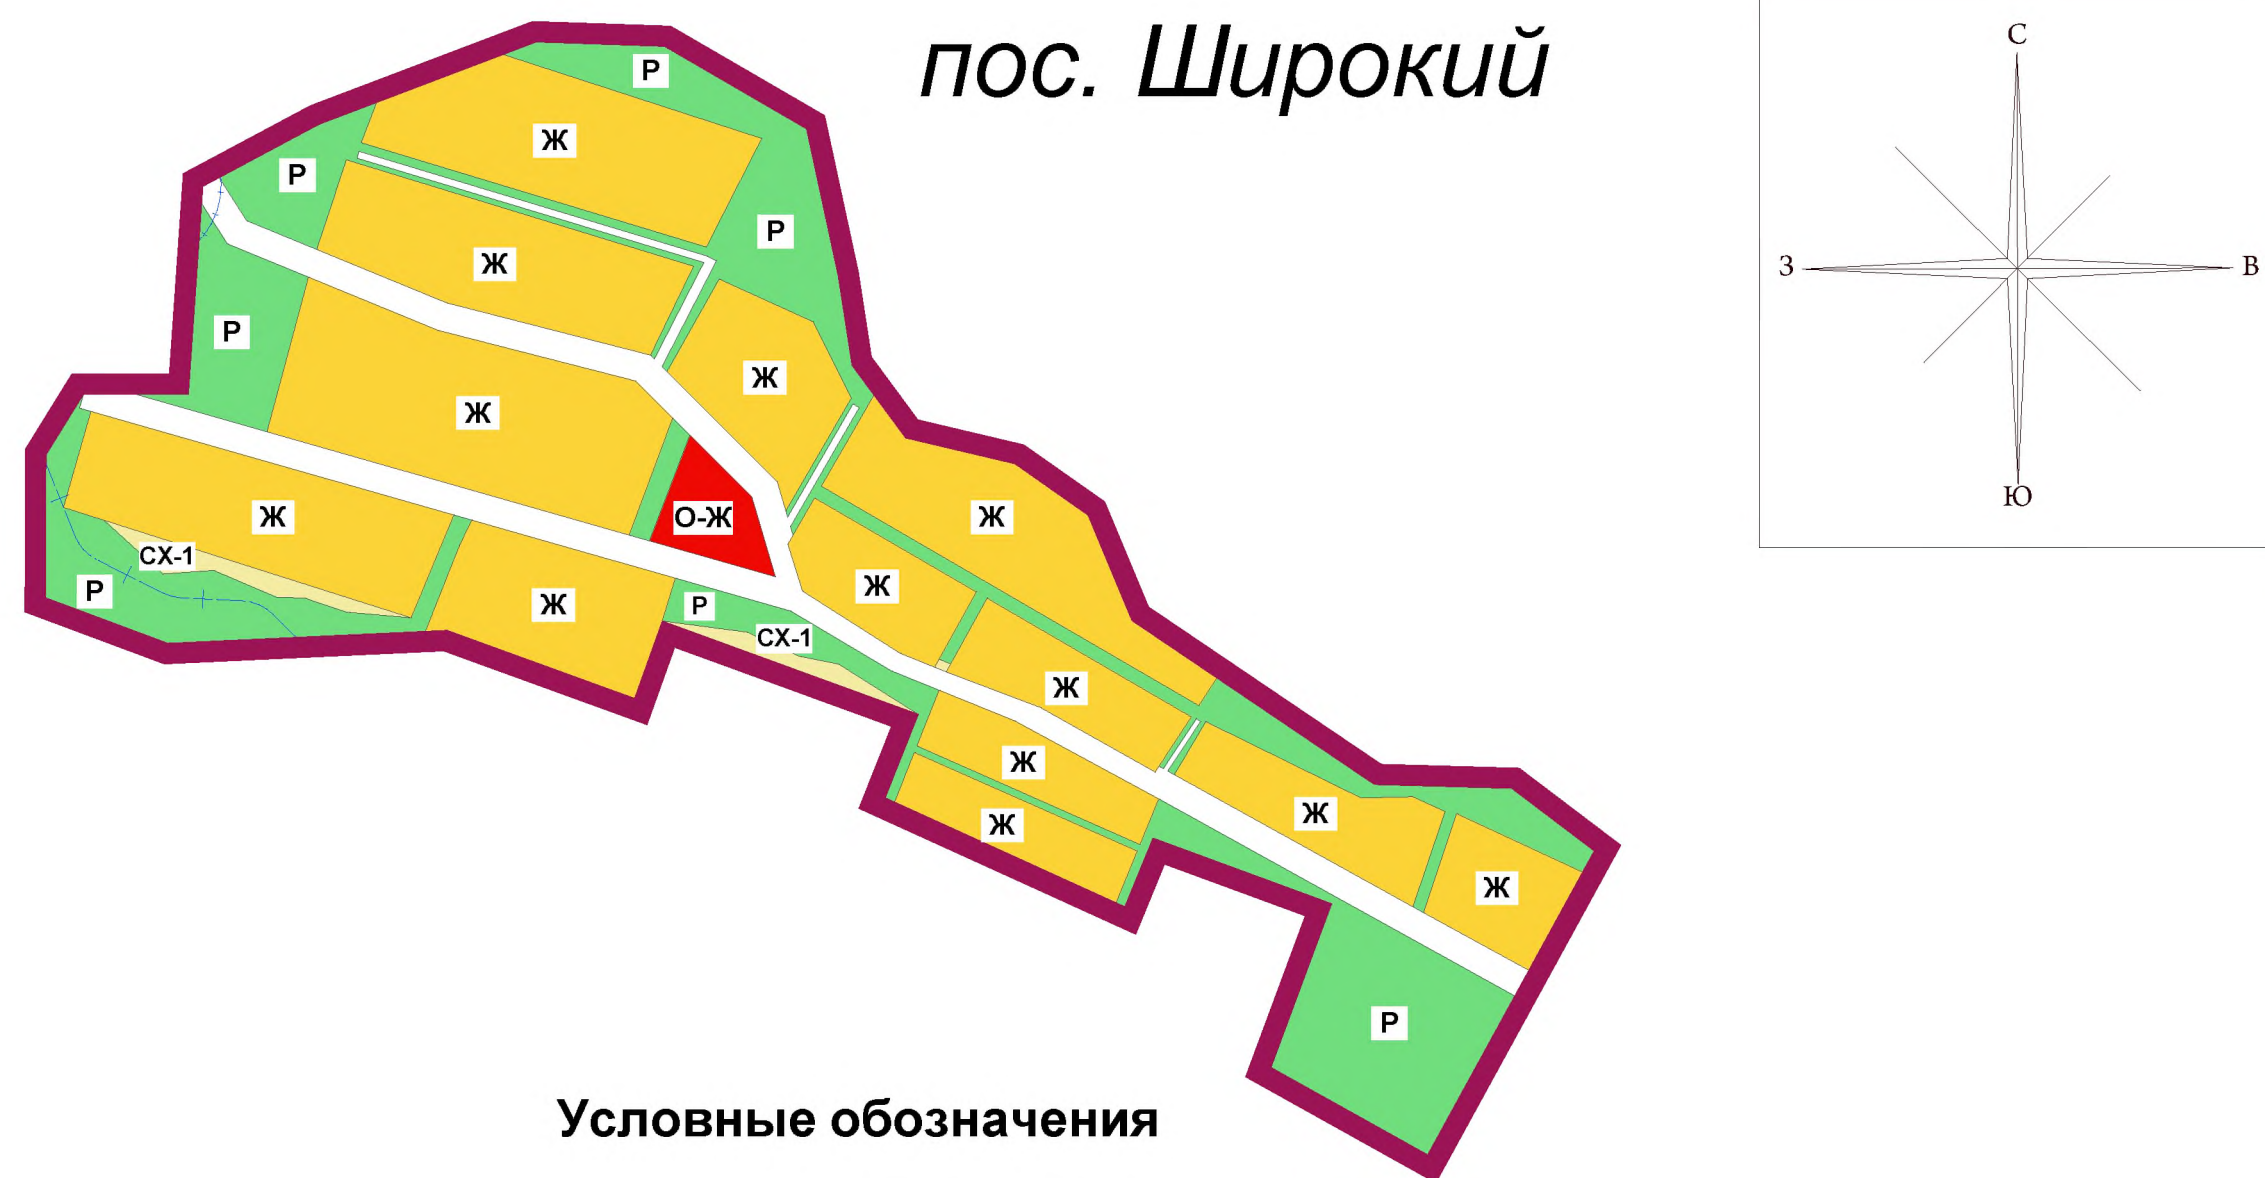 пос. Широкий
С
З
В
Ю
Р
Ж
Р
Р
Ж
Р
Ж
Ж
Ж
О-Ж
Ж
СХ-1
Р
Ж
Ж
Р
СХ-1
Ж
Ж
Ж
Ж
Ж
Р
Условные обозначения